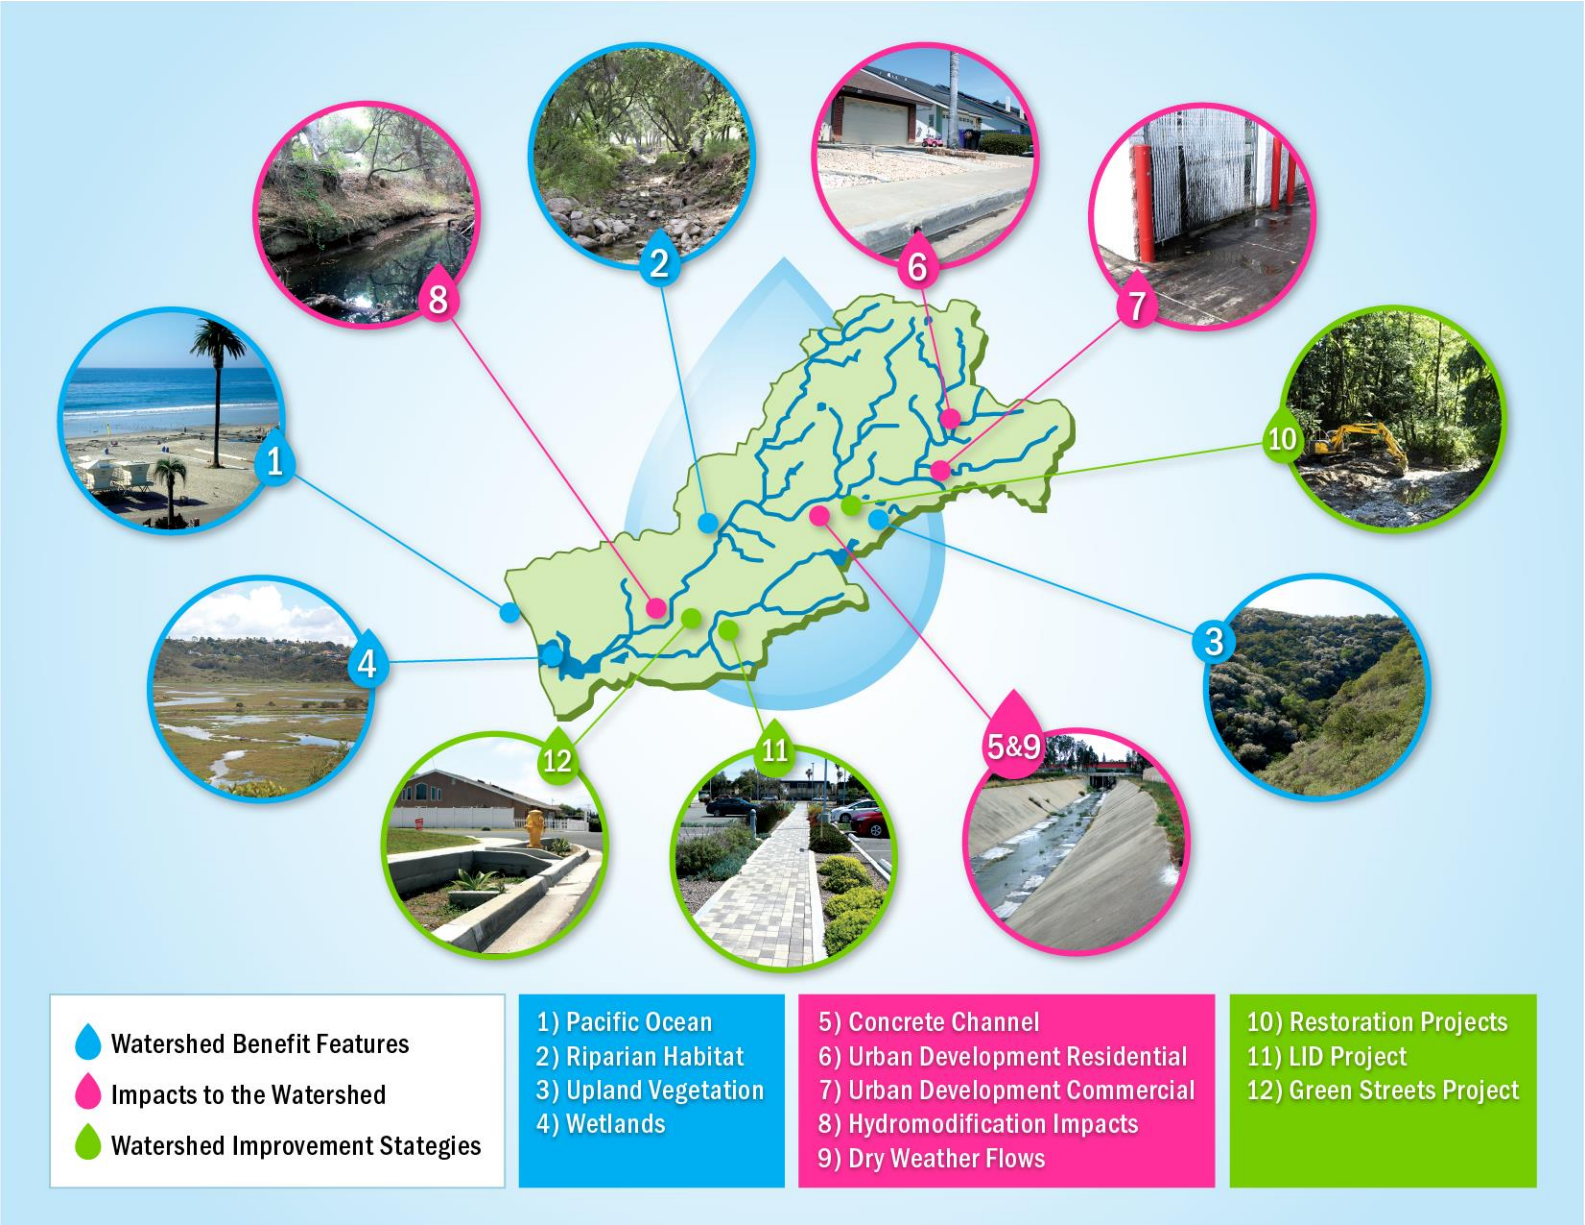 2
6
8
7
10
1
3
4
5&9
12
11
Watershed Benefit Features
Impacts to the Watershed
Watershed Improvement Stategies
1) Pacific Ocean
2) Riparian Habitat
3) Upland Vegetation
4) Wetlands
5) Concrete Channel
6) Urban Development Residential
7) Urban Development Commercial
8) Hydromodification Impacts
9) Dry Weather Flows
10) Restoration Projects
11) LID Project
12) Green Streets Project